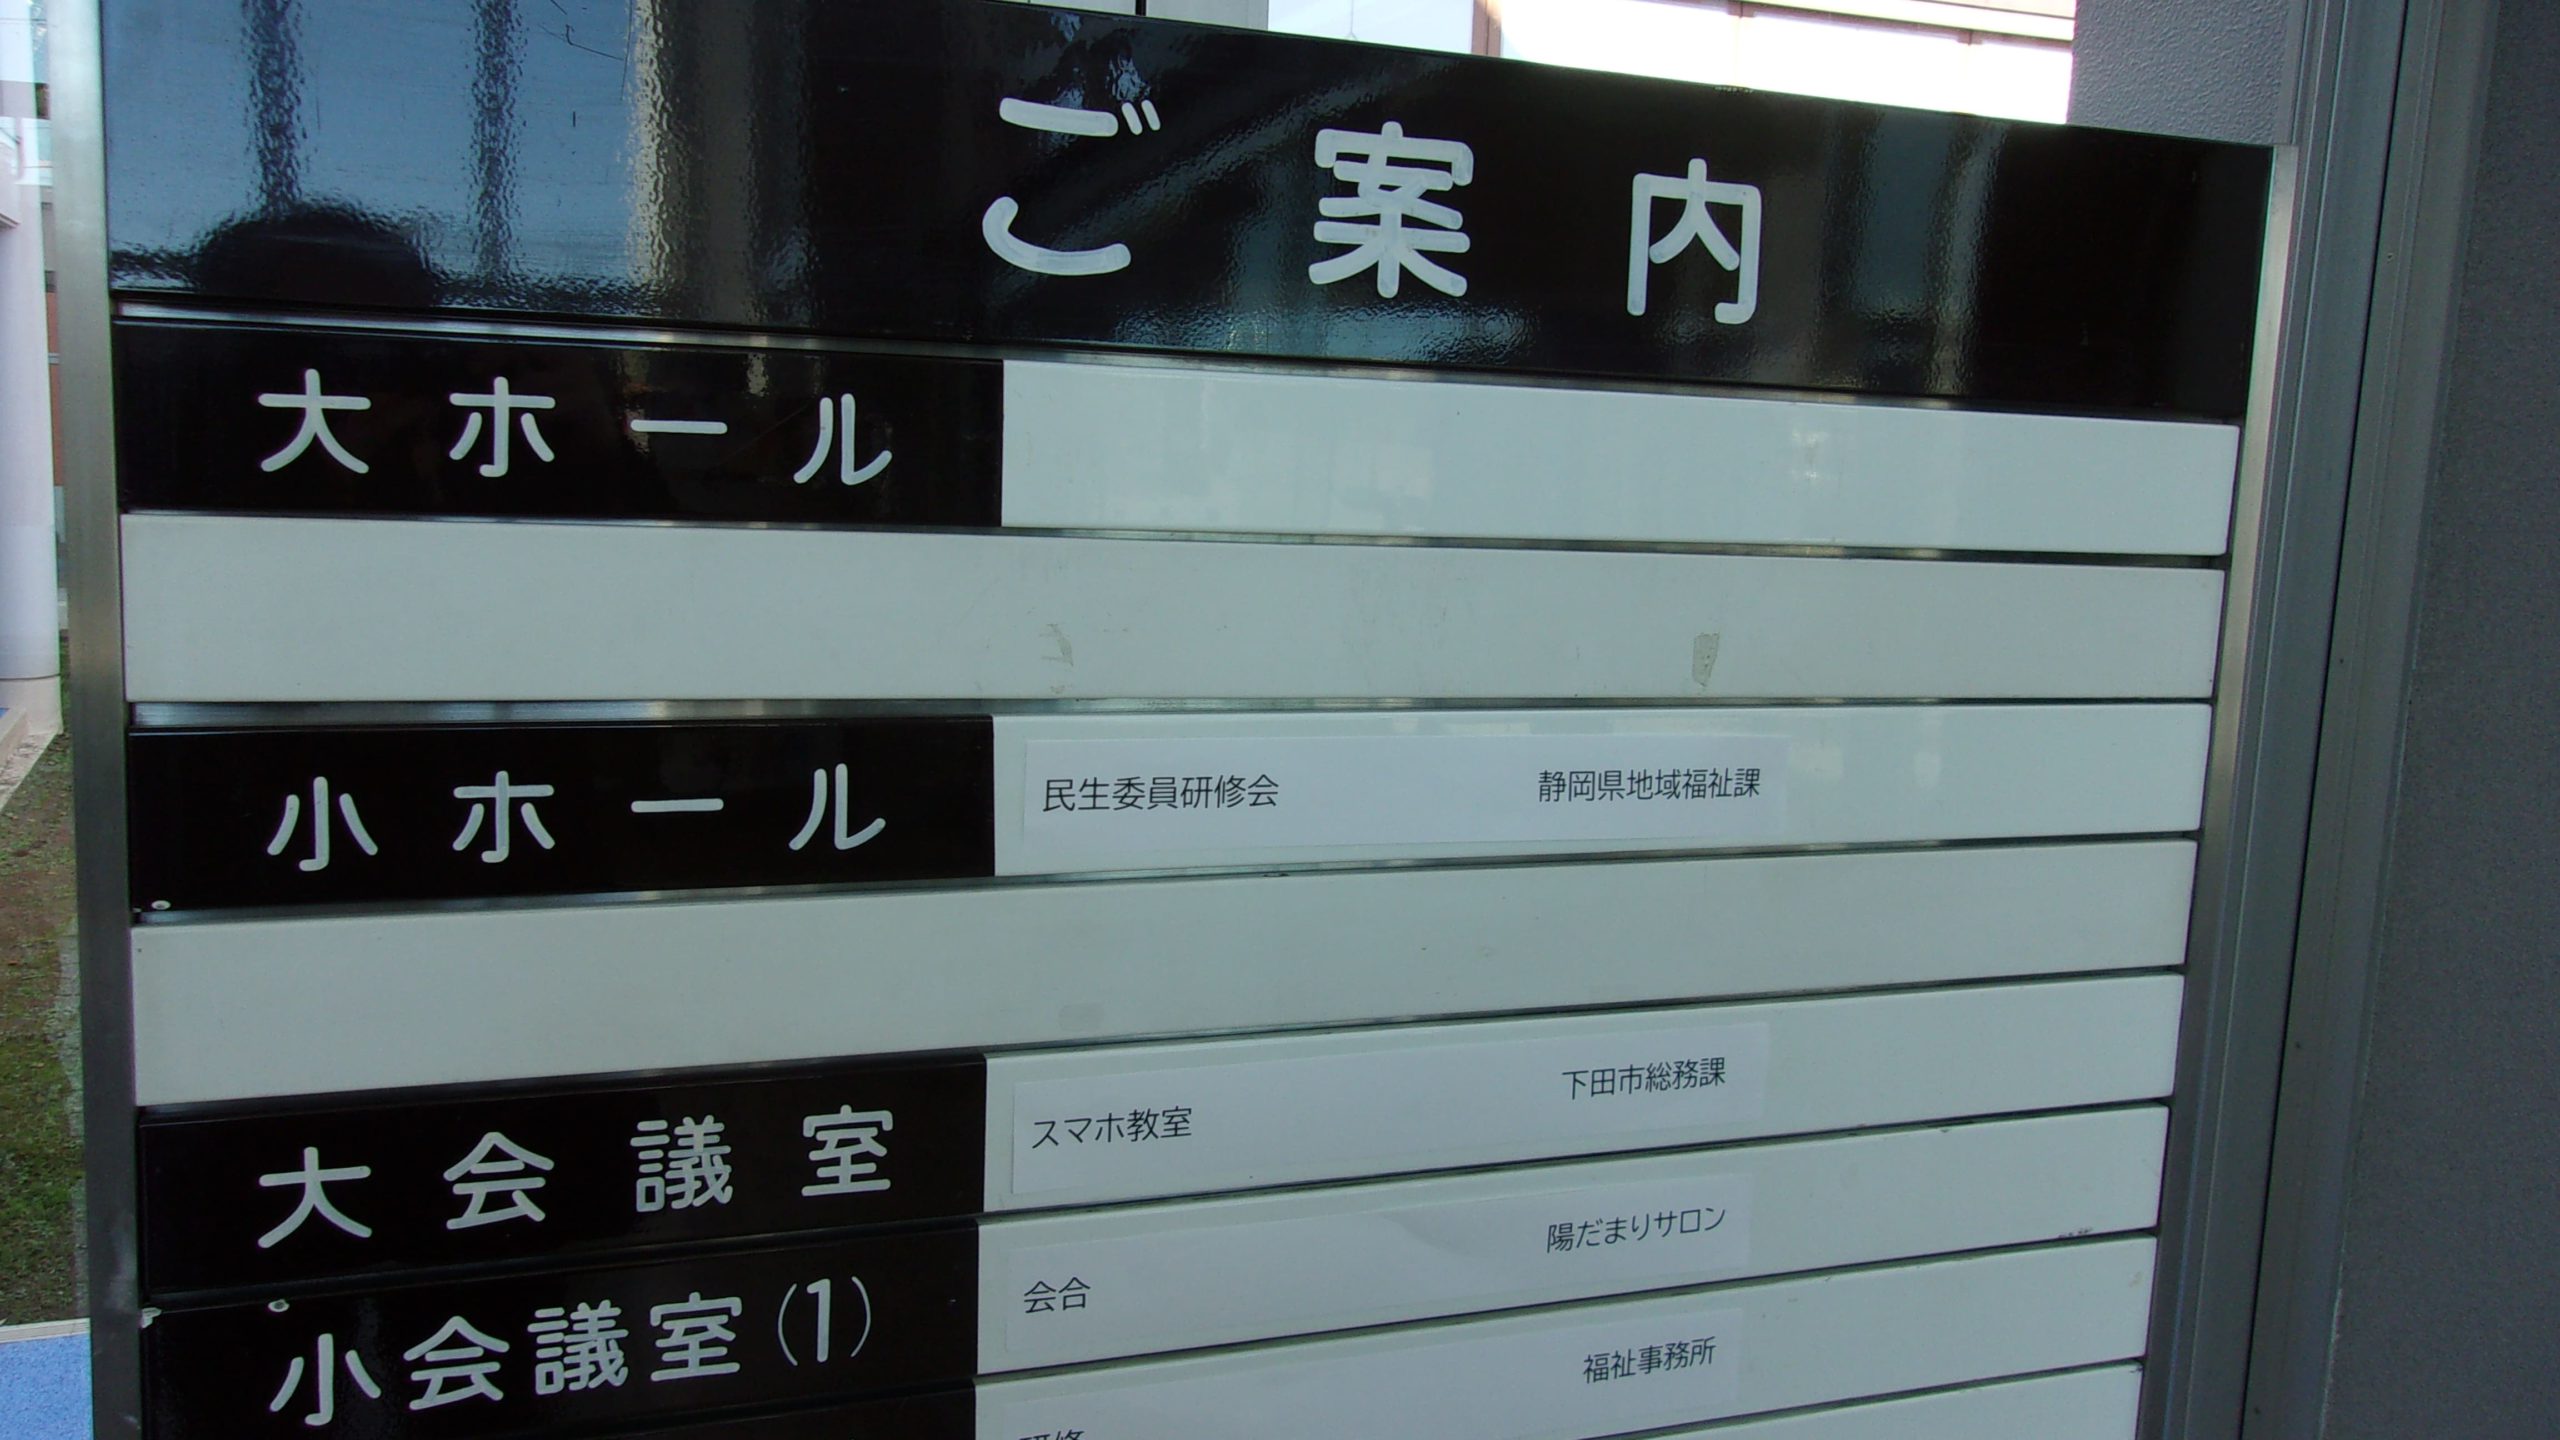 ご案内
大ホール
小ホール 民生委員研修会 静岡県地域福祉課
大会議室 スマホ教室 下田市総務課
小会議室(1) 会合 陽だまりサロン
研修 福祉事務所